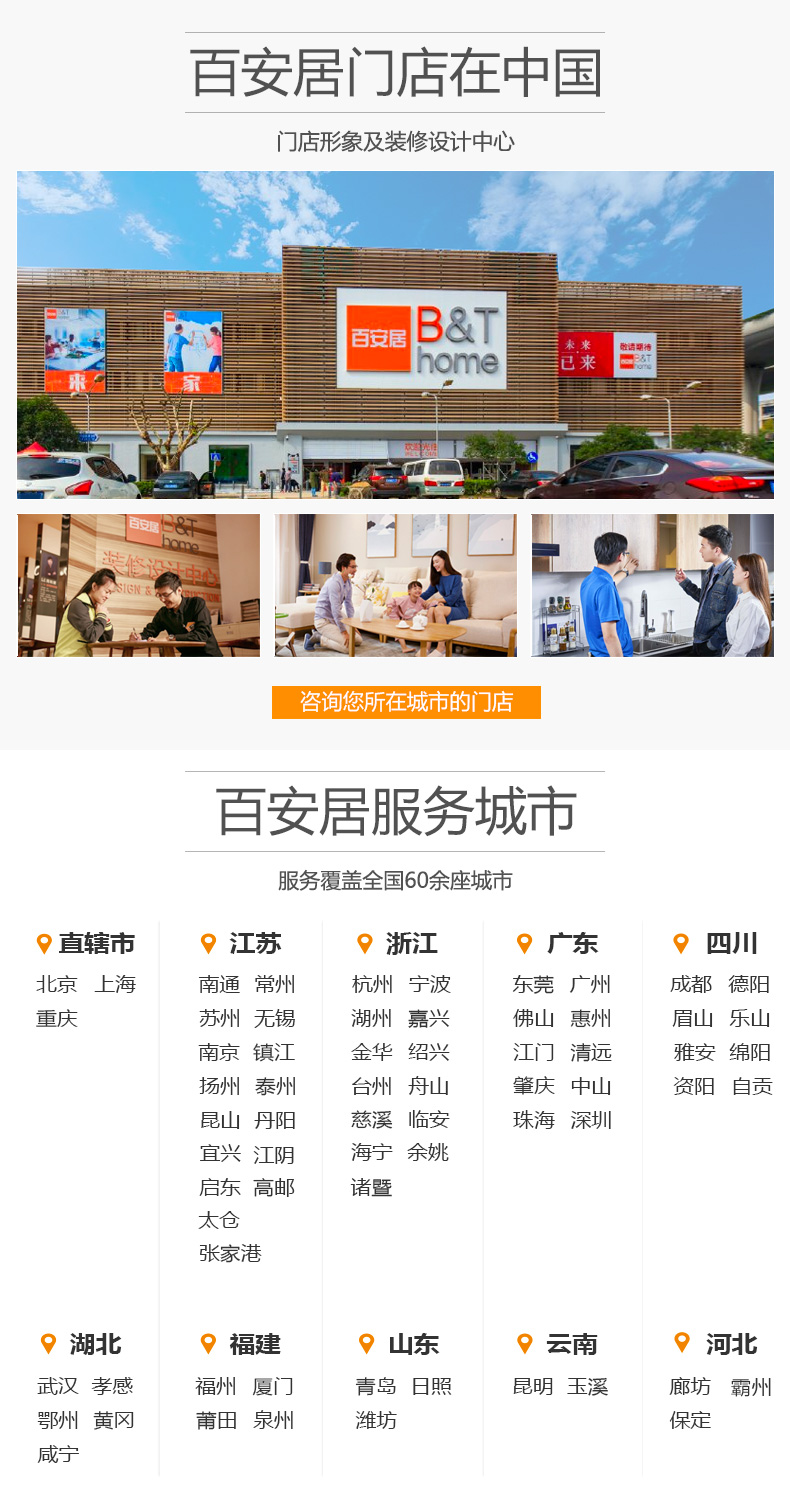 百安居门店在中国
门店形象及装修设计中心
百安居
B&T
home
B&T
home
来
家
未来
已来
敬请期待
B&T
home
欢迎光临
WELCOME
百安居
B&T
home
装修设计中心
咨询您所在城市的门店
百安居服务城市
服务覆盖全国60余座城市
直辖市
北京 上海
重庆
江苏
南通 常州
苏州 无锡
南京 镇江
扬州 泰州
昆山 丹阳
宜兴 江阴
启东 高邮
太仓
张家港
浙江
杭州 宁波
湖州 嘉兴
金华 绍兴
台州 舟山
慈溪 临安
海宁 余姚
诸暨
广东
东莞 广州
佛山 惠州
江门 清远
肇庆 中山
珠海 深圳
四川
成都 德阳
眉山 乐山
雅安 绵阳
资阳 自贡
湖北
武汉 孝感
鄂州 黄冈
咸宁
福建
福州 厦门
莆田 泉州
山东
青岛 日照
潍坊
云南
昆明 玉溪
河北
廊坊 霸州
保定